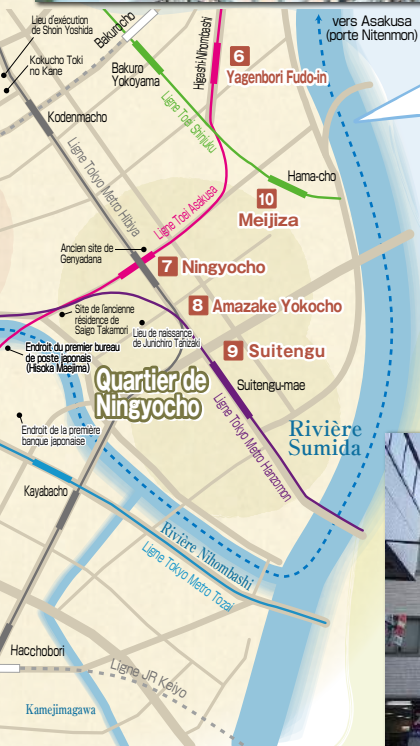 vers Asakusa
(porte Nitenmon)
Lieu d'exécution
de Shoin Yoshida
Bakurocho
Kokucho Toki
no Kane
Bakuro
Yokoyama
Higashi-Nihombashi
6
Yagenbori Fudo-in
Kodenmacho
Ligne Toei Shinjuku
Ligne Tokyo Metro Hibiya
Hama-cho
10
Meijiza
Ligne Toei Asakusa
Ancien site de
Genyadana
7 Ningyocho
8 Amazake Yokocho
Site de l'ancienne
résidence de
Saigo Takamori
Lieu de naissance
de Junichiro Tanizaki
Endroit du premier bureau
de poste japonais
(Hisoka Maejima)
9 Suitengu
Quartier de
Ningyocho
Suitengu-mae
Endroit de la première
banque japonaise
Ligne Tokyo Metro Hanzomon
Rivière
Sumida
Kayabacho
Rivière Nihombashi
Ligne Tokyo Metro Tozai
Hacchobori
Ligne JR Keiyo
Kamejimagawa